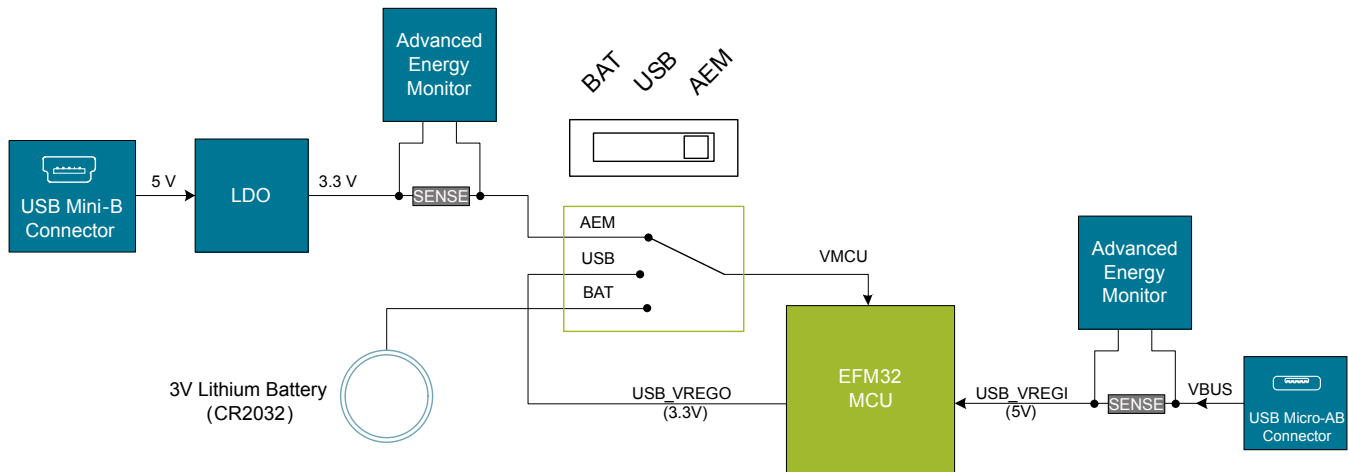 Advanced
Energy
Monitor
BAT
USB
AEM
USB Mini-B
Connector
5 V
LDO
3.3 V
SENSE
AEM
USB
BAT
VMCU
Advanced
Energy
Monitor
3V Lithium Battery
(CR2032)
USB_VREGO
(3.3V)
EFM32
MCU
USB_VREGI
(5V)
SENSE
VBUS
USB Micro-AB
Connector